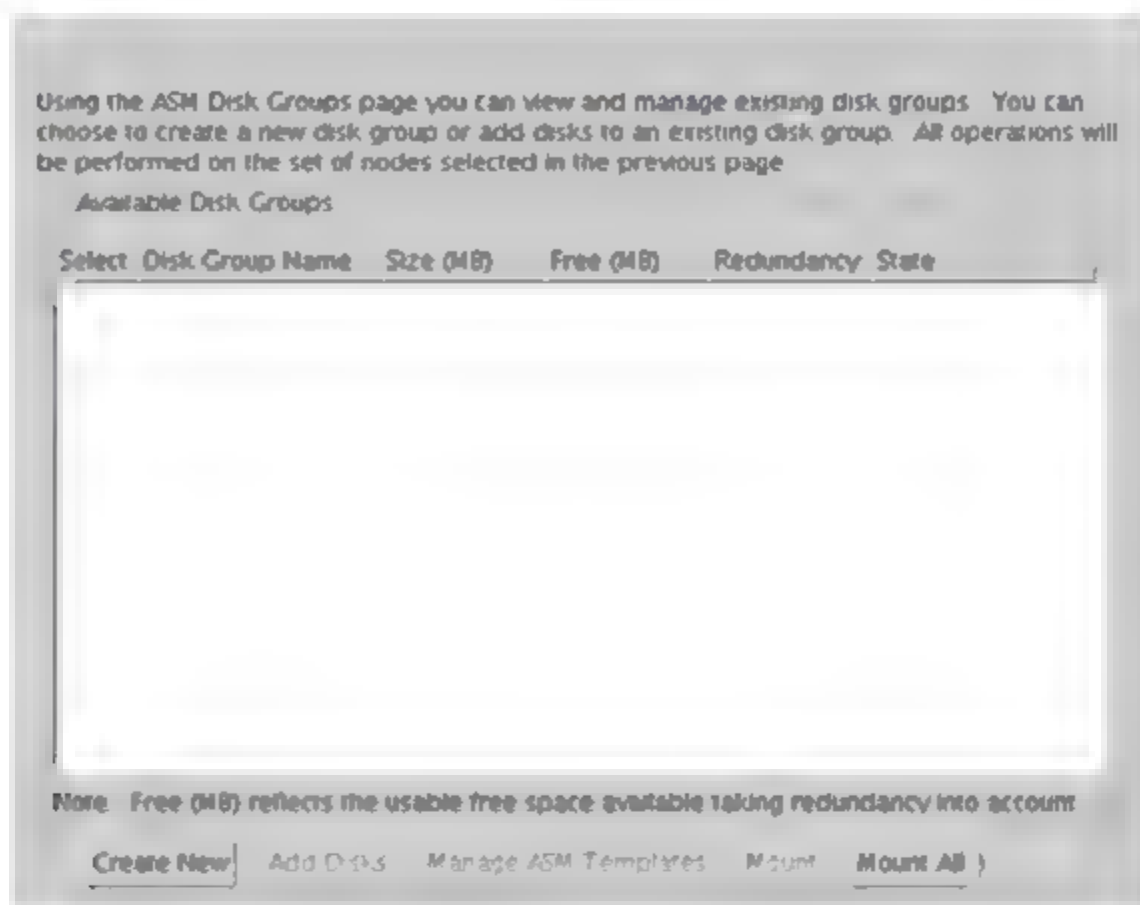 Using the ASM Disk Groups page you can view and manage existing disk groups  You can
choose to create a new disk group or add disks to an existing disk group.  All operations will
be performed on the set of nodes selected in the previous page
Available Disk Groups
Select Disk Group Name Size (MB) Free (MB) Redundancy State
Note  Free (MB) reflects the usable free space available taking redundancy into account
Create New Add Disks Manage ASM Templates Mount Mount All )